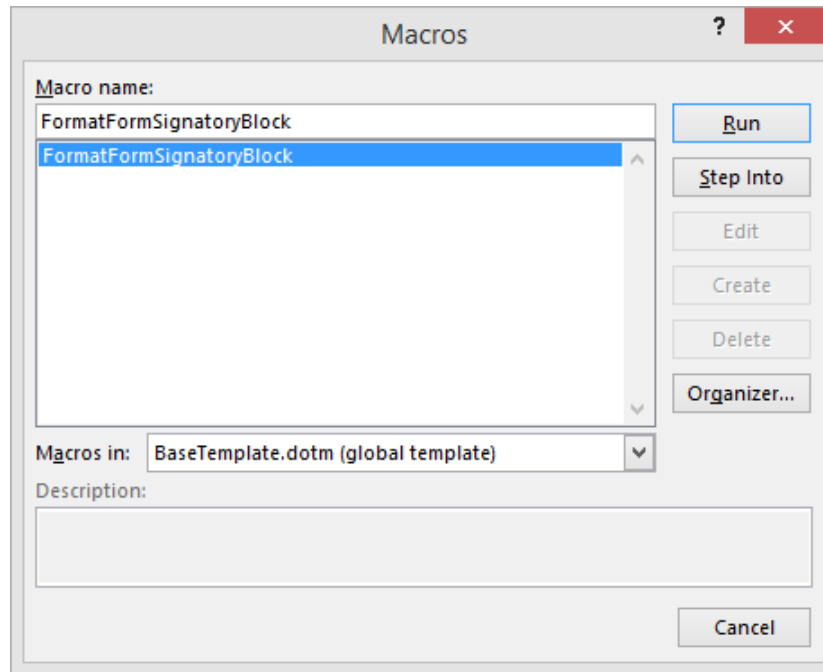 Macros
?
×
Macro name:
FormatFormSignatoryBlock
Run
FormatFormSignatoryBlock
Step Into
Edit
Create
Delete
Organizer...
Macros in: BaseTemplate.dotm (global template)
Description:
Cancel